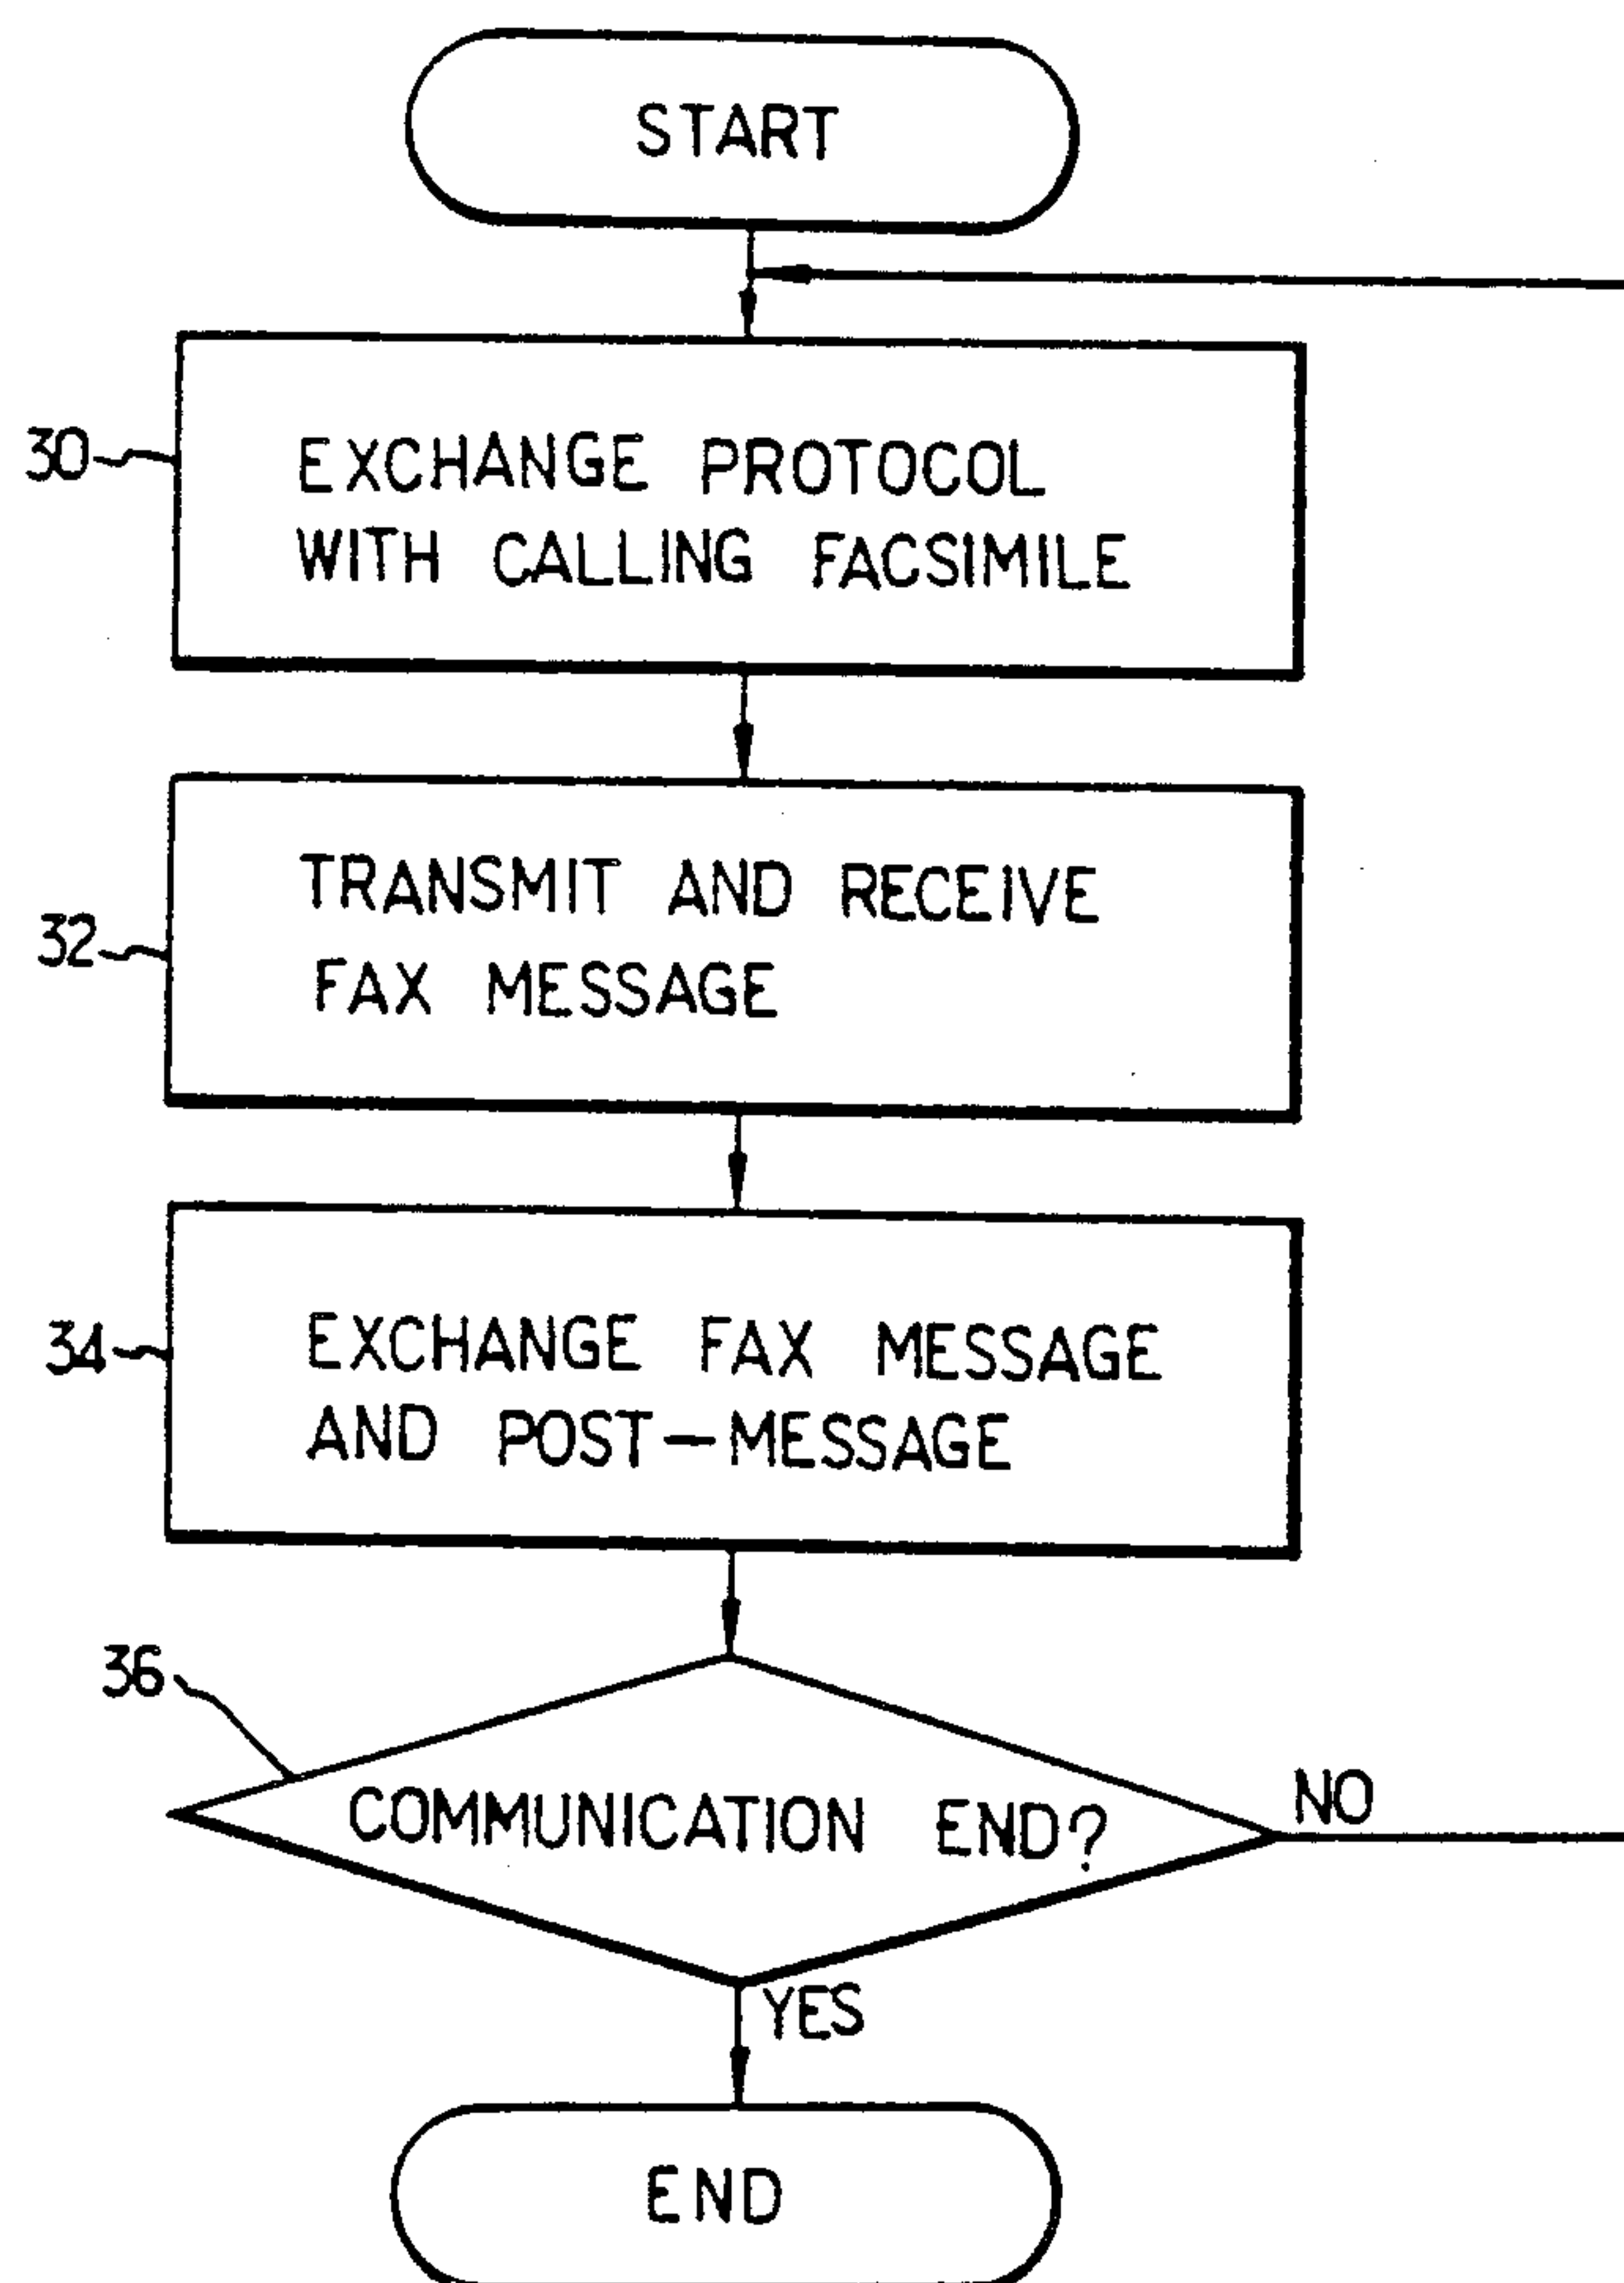 START
30
EXCHANGE PROTOCOL
WITH CALLING FACSIMILE
32
TRANSMIT AND RECEIVE
FAX MESSAGE
34
EXCHANGE FAX MESSAGE
AND POST-MESSAGE
36
COMMUNICATION END?
NO
YES
END